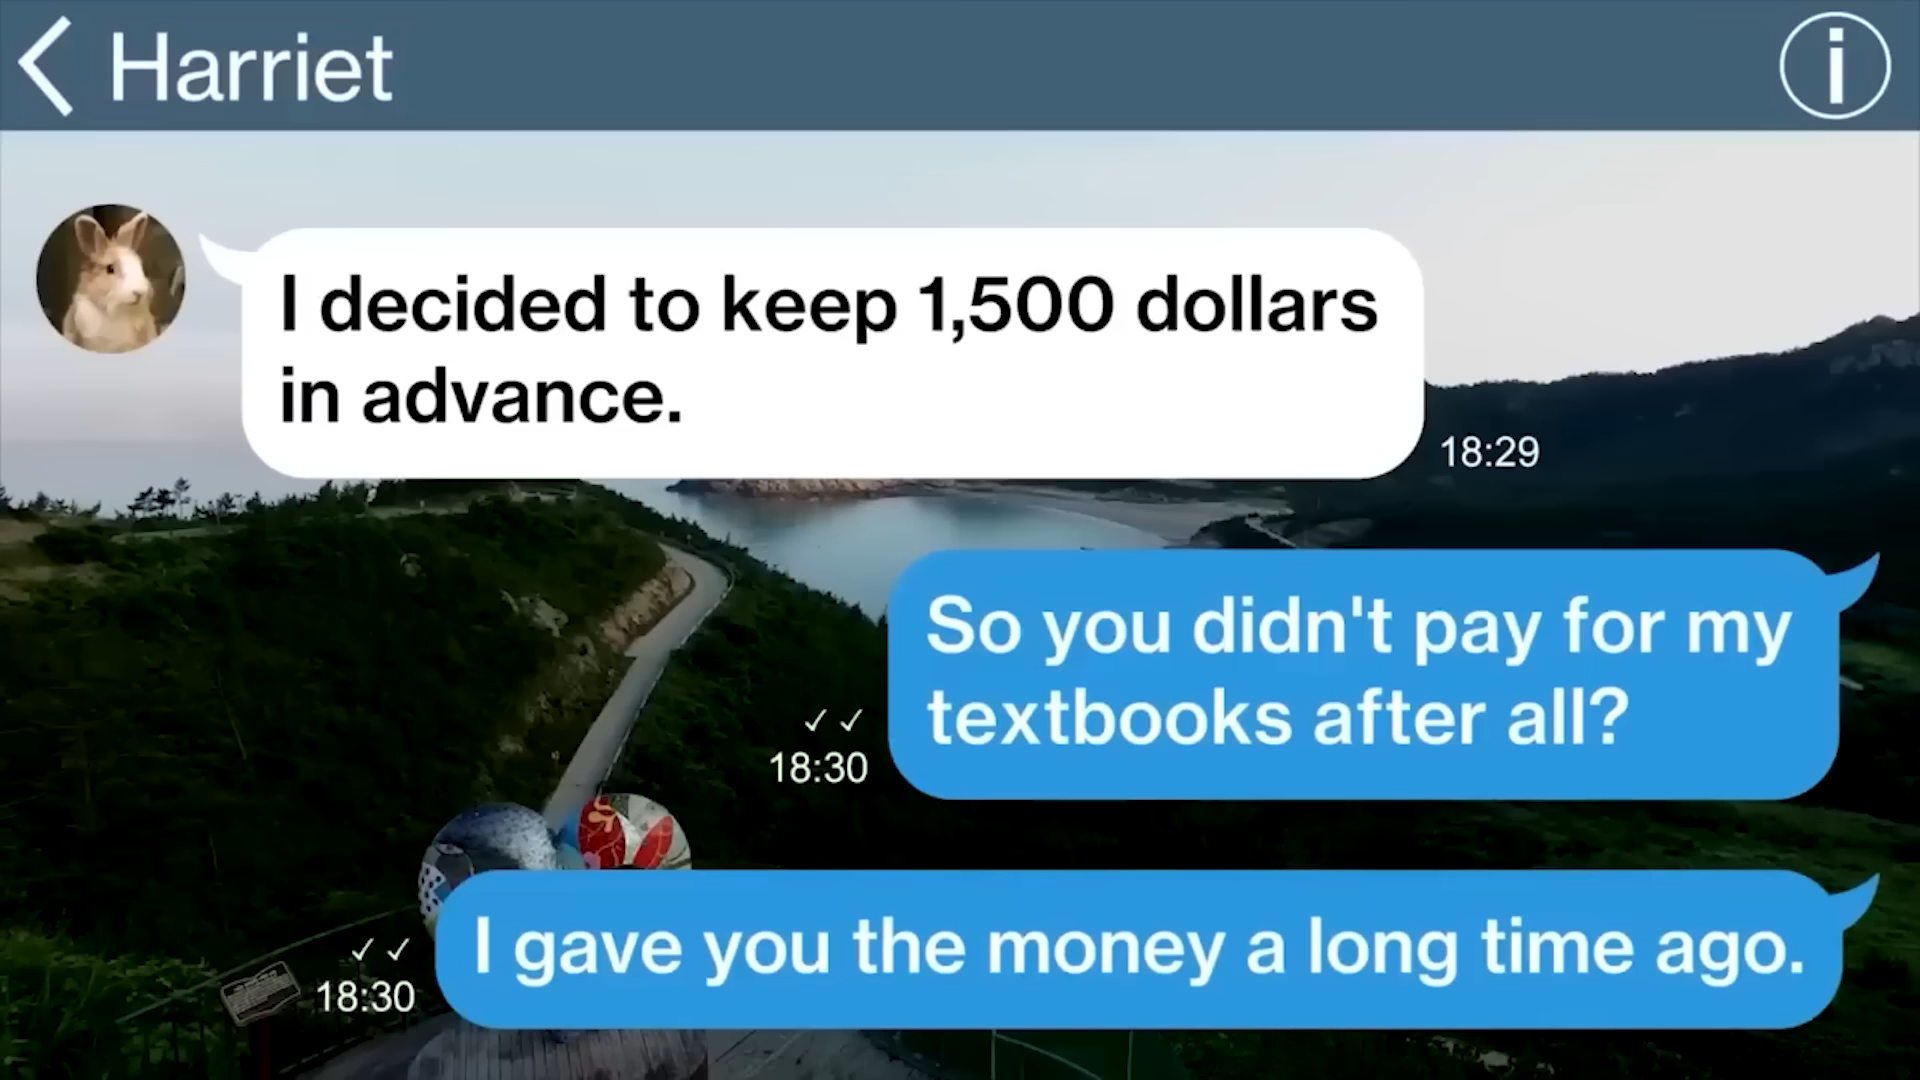 Harriet
I decided to keep 1,500 dollars
in advance.
18:29
So you didn't pay for my
textbooks after all?
18:30
I gave you the money a long time ago.
18:30